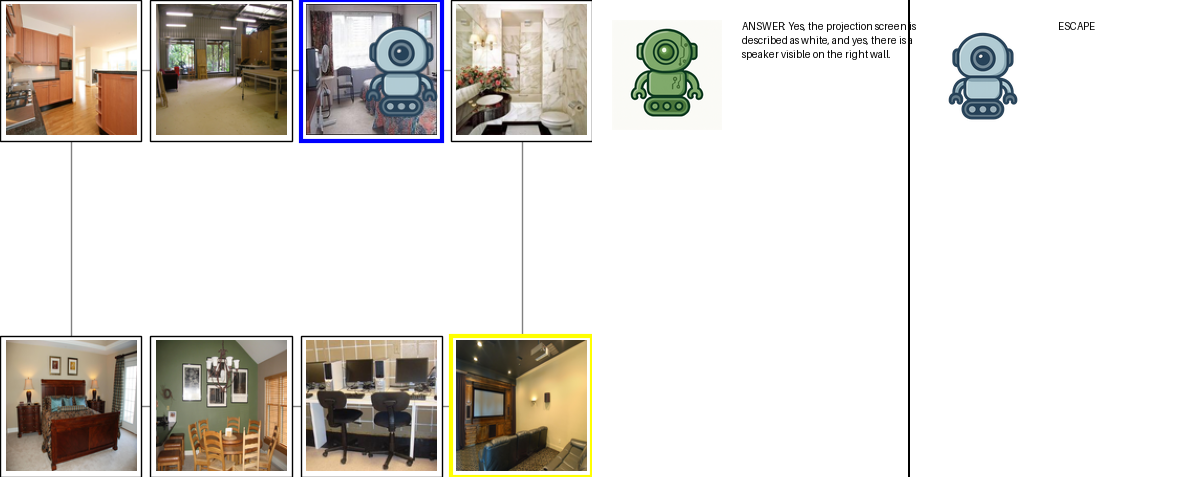 ANSWER: Yes, the projection screen is
described as white, and yes, there is a
speaker visible on the right wall.
ESCAPE